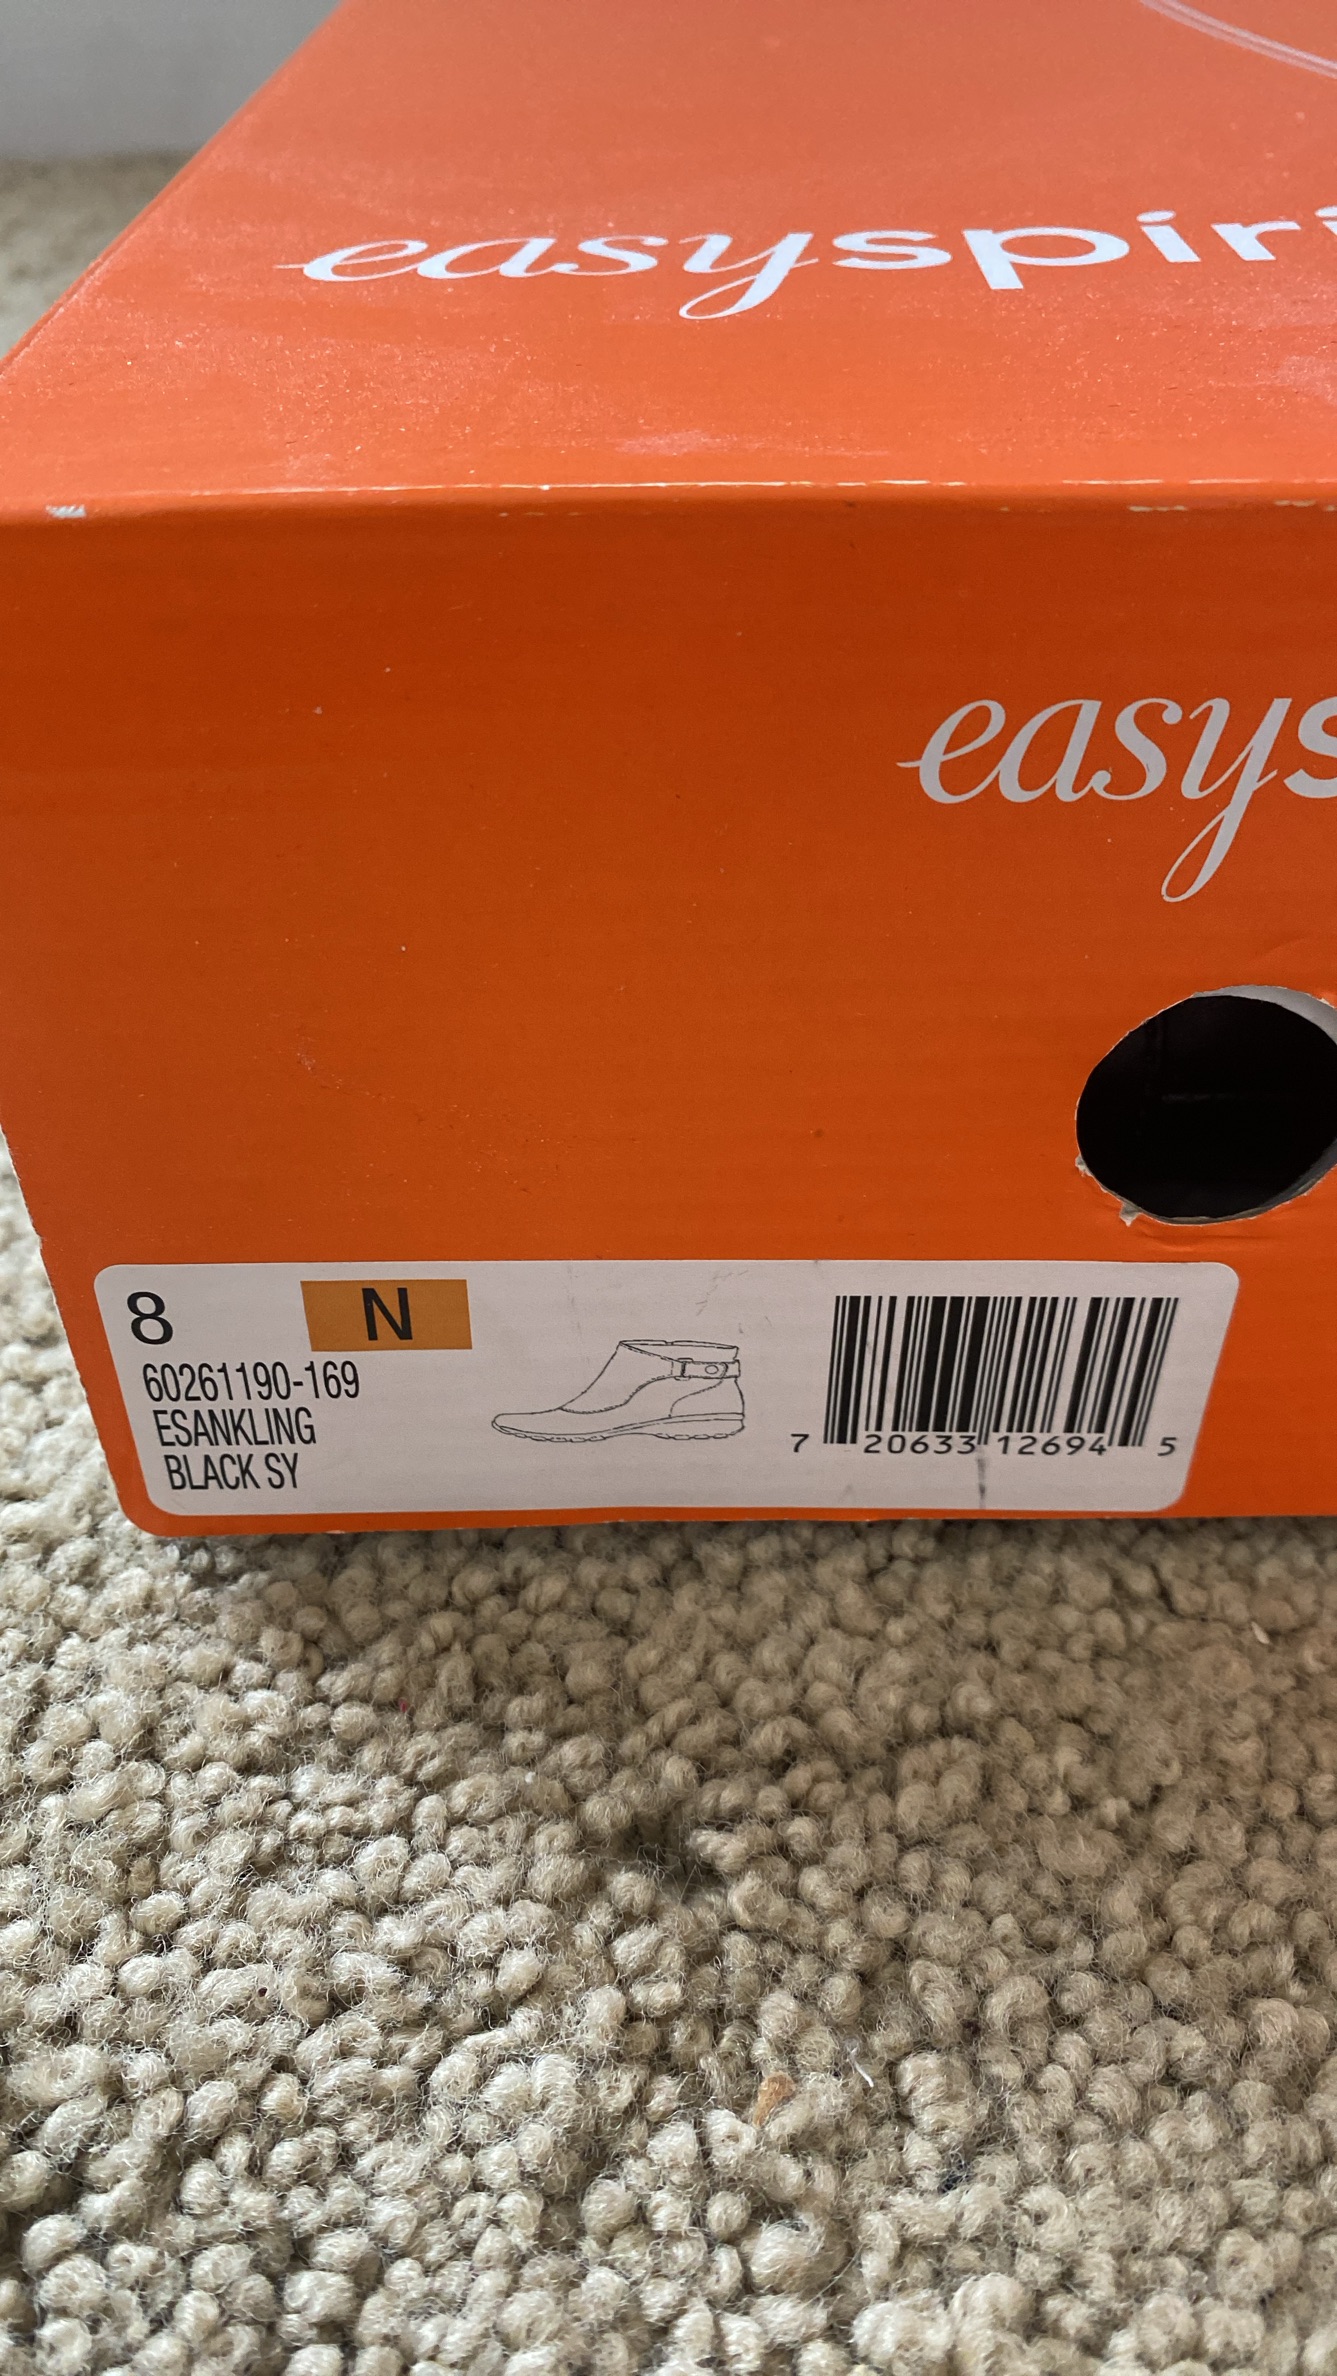 easyspiri
easys
8 N
60261190-169
ESANKLING
BLACK SY
7 20633 12694 5